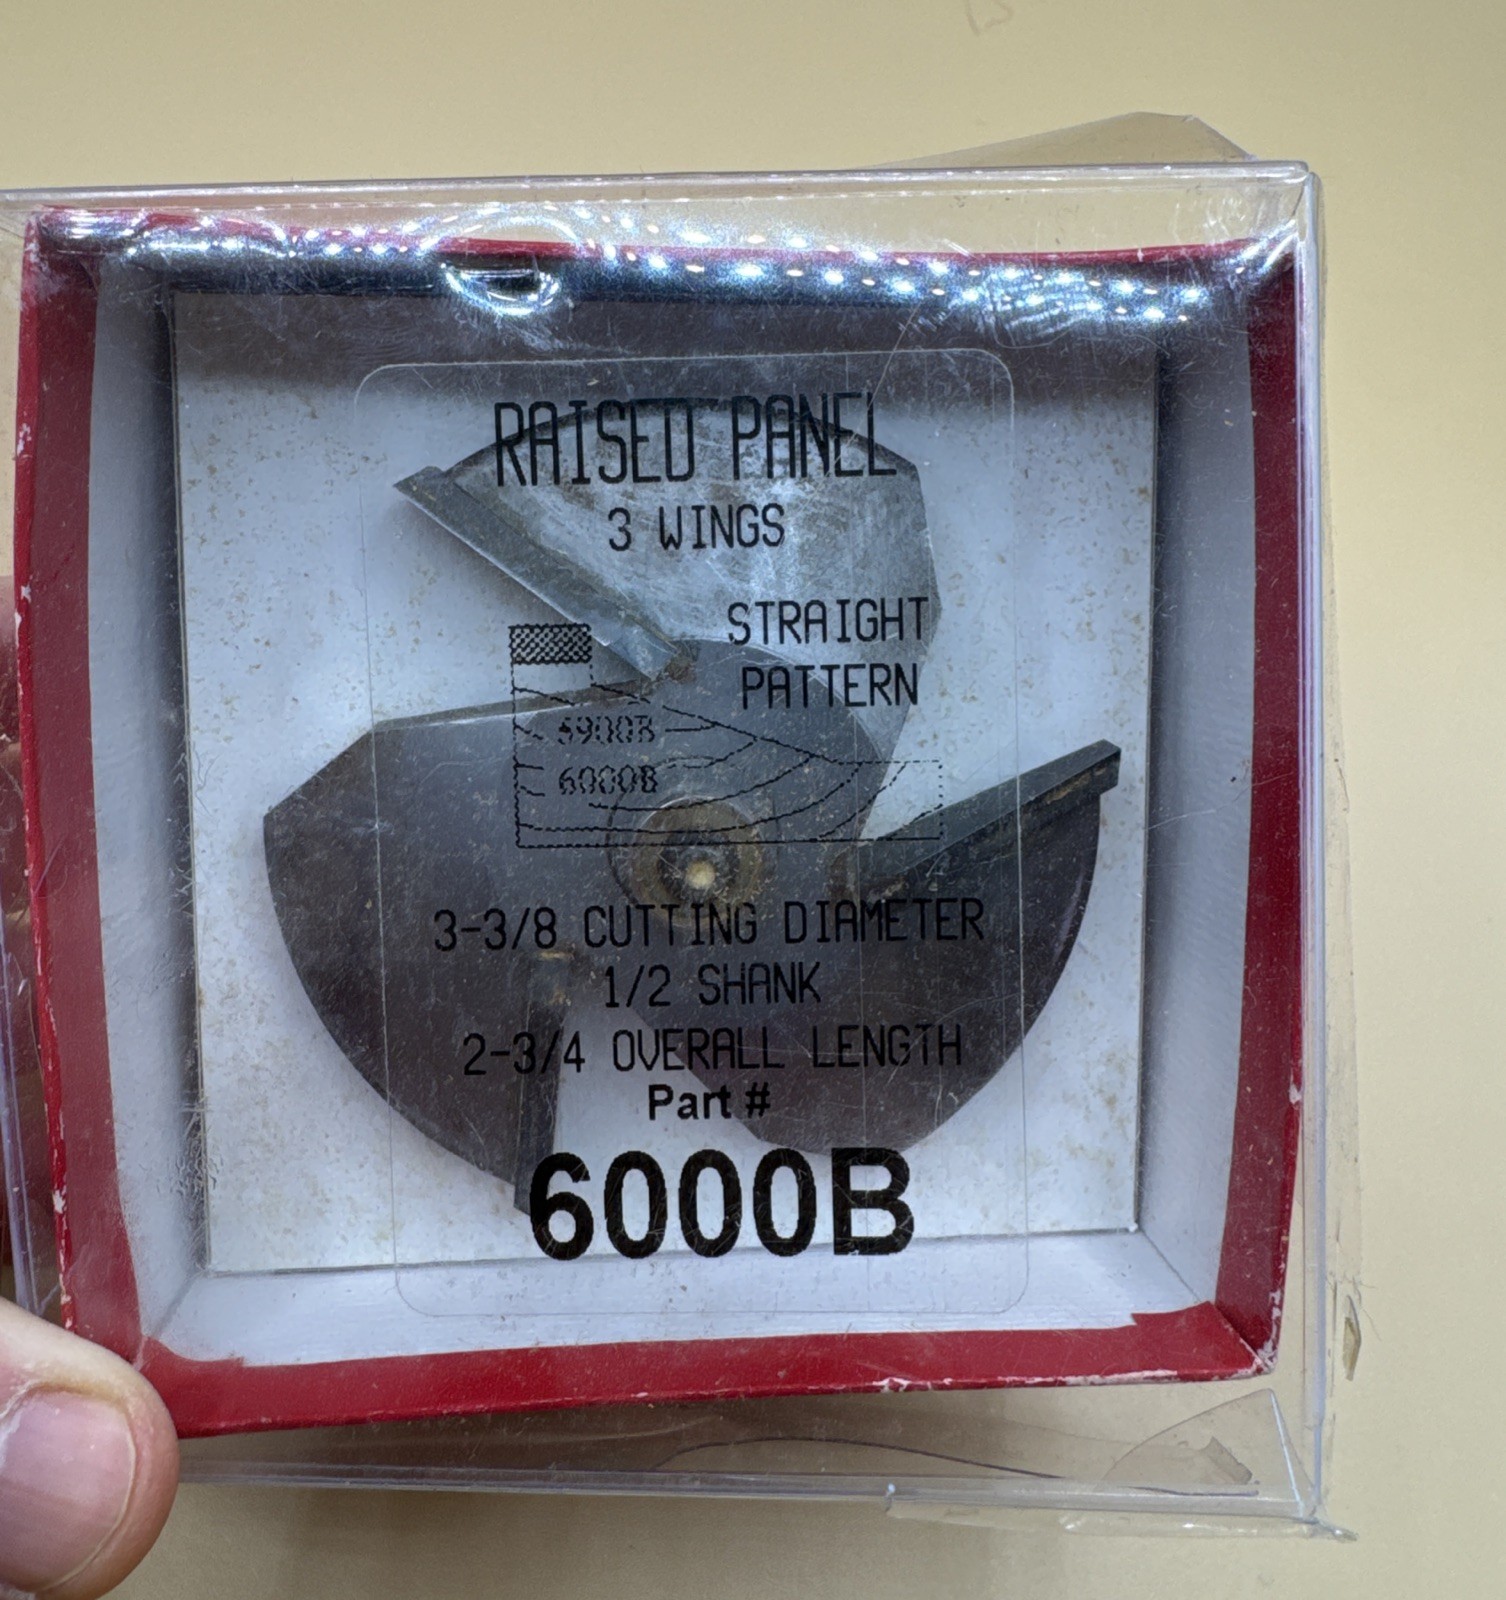 RAISED PANEL
3 WINGS
STRAIGHT
PATTERN
5900B
6000B
3-3/8 CUTTING DIAMETER
1/2 SHANK
2-3/4 OVERALL LENGTH
Part #
6000B